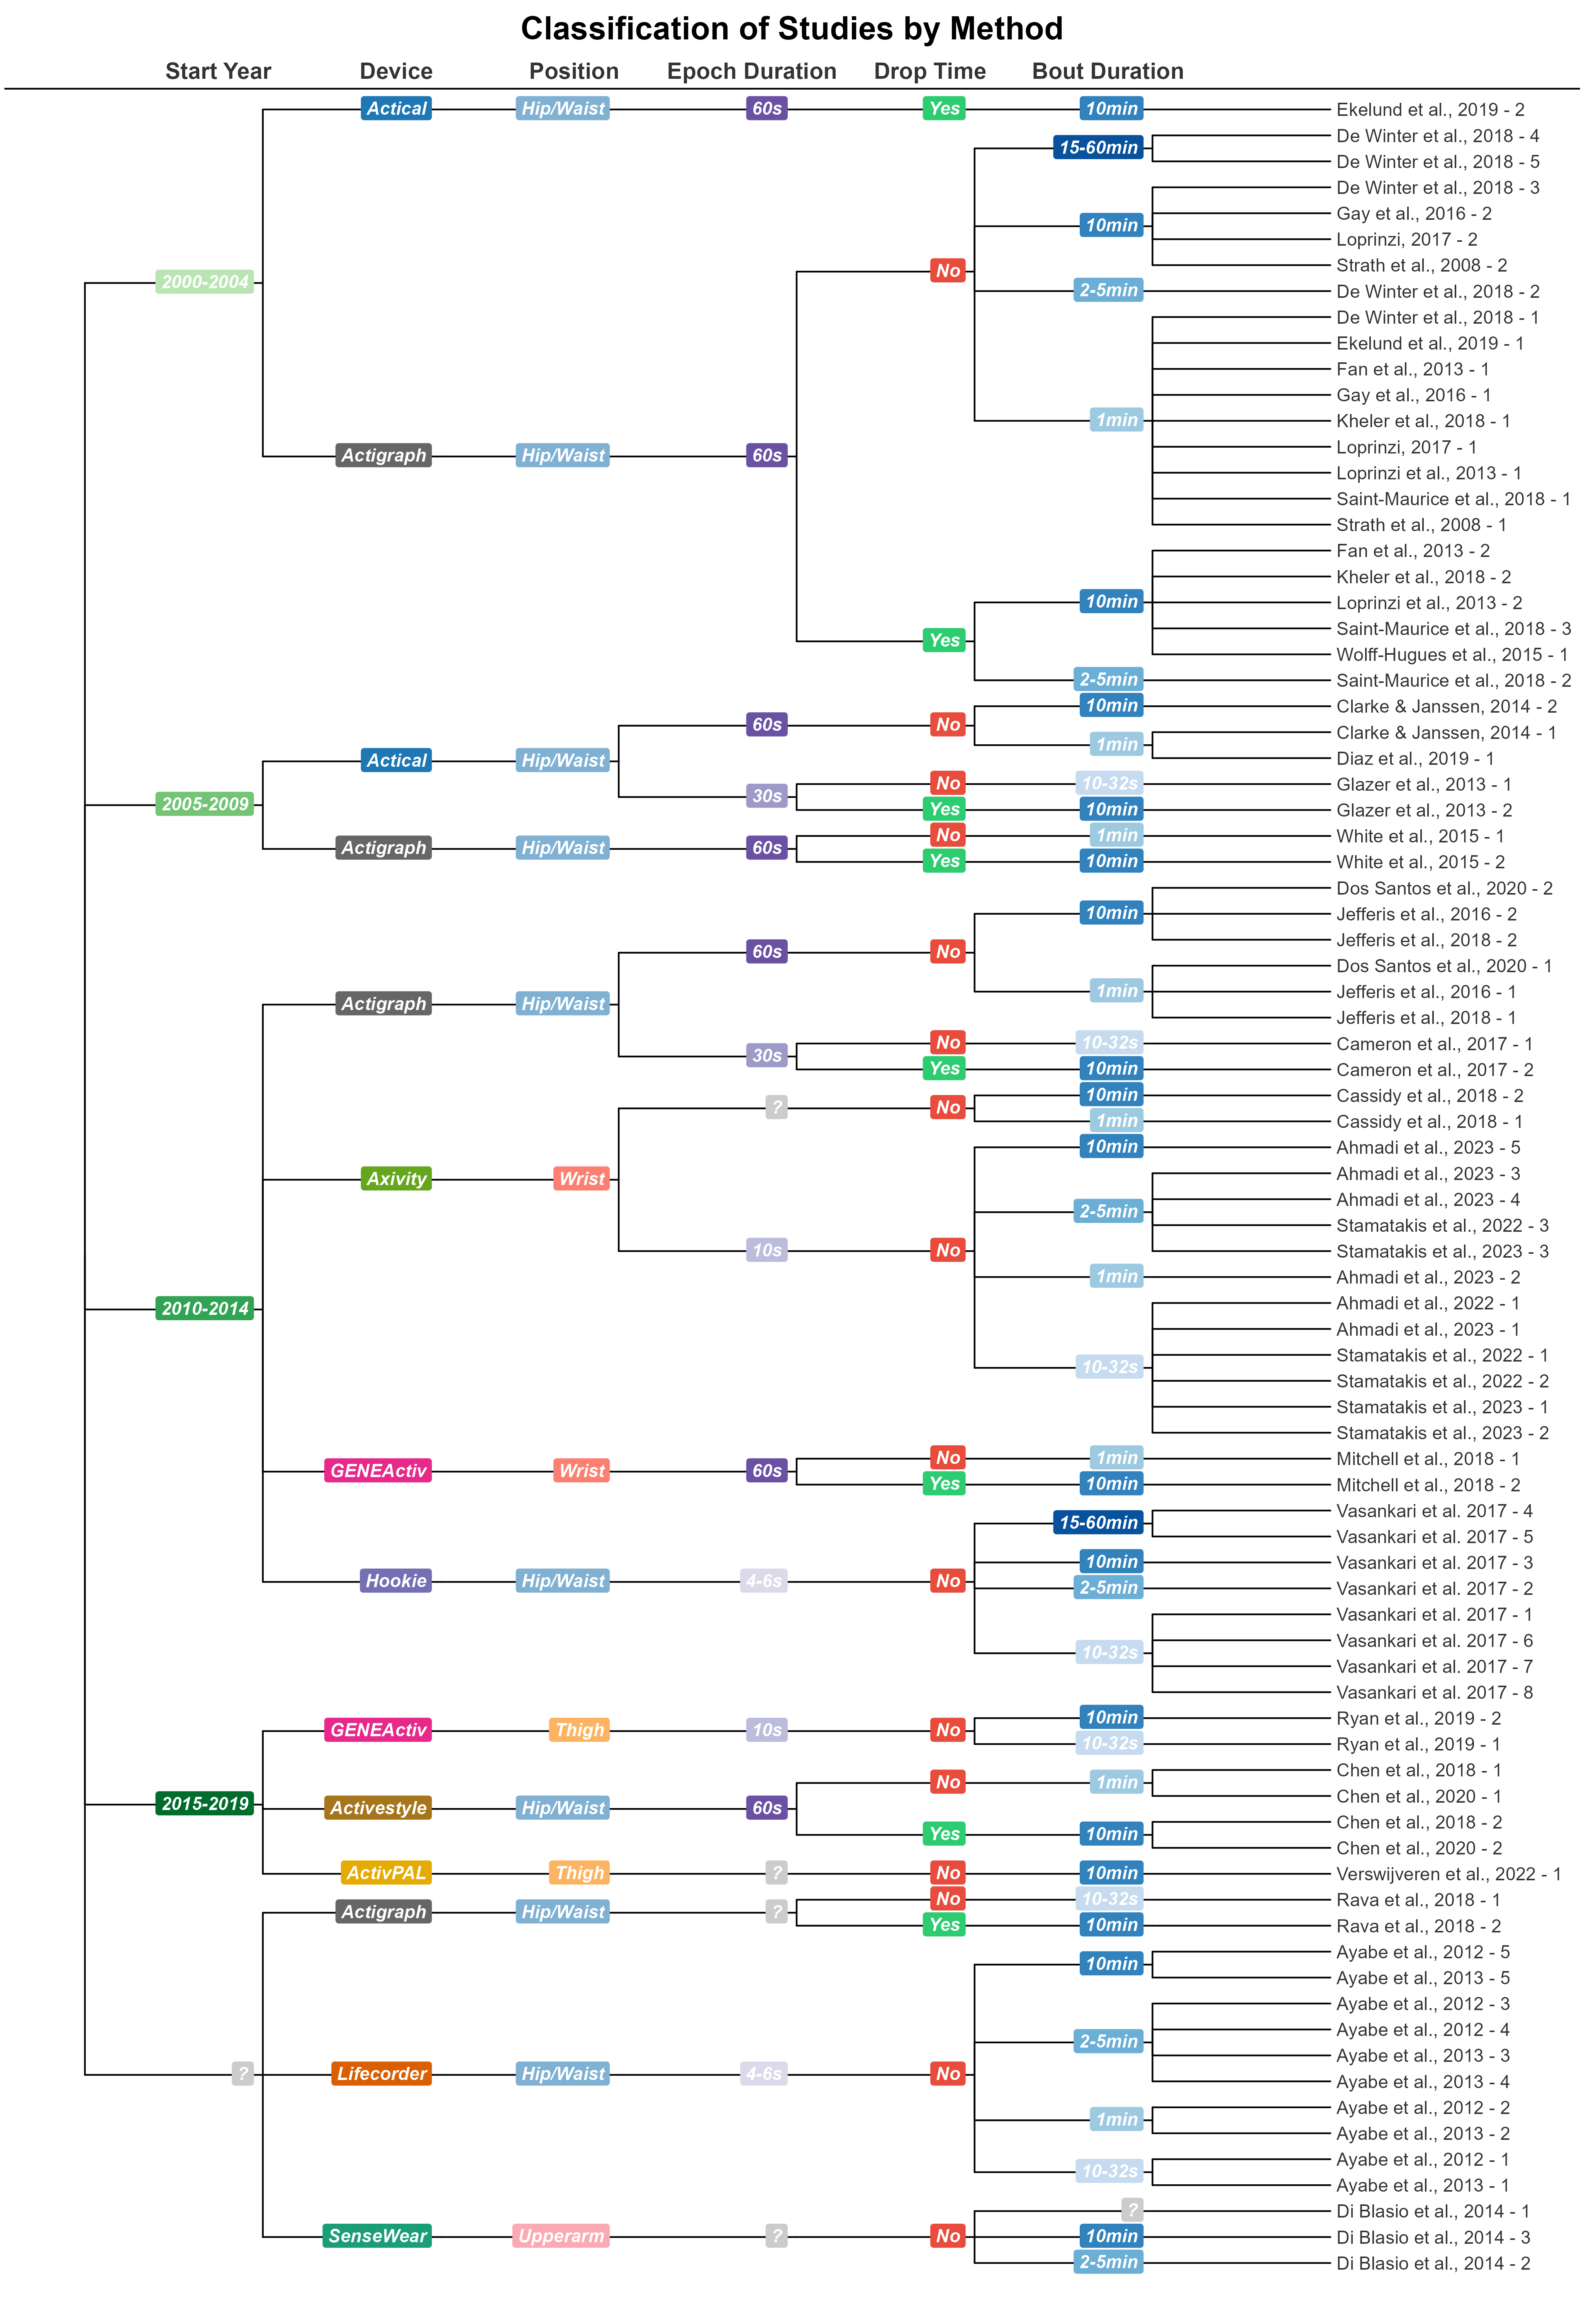 Classification of Studies by Method
Start Year Device Position Epoch Duration Drop Time Bout Duration
Actical Hip/Waist 60s Yes 10min Ekelund et al., 2019 - 2
De Winter et al., 2018 - 4
15-60min
De Winter et al., 2018 - 5
De Winter et al., 2018 - 3
Gay et al., 2016 - 2
10min
Loprinzi, 2017 - 2
Strath et al., 2008 - 2
No
2000-2004
2-5min De Winter et al., 2018 - 2
De Winter et al., 2018 - 1
Ekelund et al., 2019 - 1
Fan et al., 2013 - 1
Gay et al., 2016 - 1
1min Kheler et al., 2018 - 1
Loprinzi, 2017 - 1
Actigraph Hip/Waist 60s
Loprinzi et al., 2013 - 1
Saint-Maurice et al., 2018 - 1
Strath et al., 2008 - 1
Fan et al., 2013 - 2
Kheler et al., 2018 - 2
10min Loprinzi et al., 2013 - 2
Saint-Maurice et al., 2018 - 3
Yes
Wolff-Hugues et al., 2015 - 1
2-5min Saint-Maurice et al., 2018 - 2
10min Clarke & Janssen, 2014 - 2
60s No
Clarke & Janssen, 2014 - 1
1min
Actical Hip/Waist
Diaz et al., 2019 - 1
No 10-32s Glazer et al., 2013 - 1
30s
2005-2009
Yes 10min Glazer et al., 2013 - 2
No 1min White et al., 2015 - 1
Actigraph Hip/Waist 60s
Yes 10min White et al., 2015 - 2
Dos Santos et al., 2020 - 2
10min Jefferis et al., 2016 - 2
Jefferis et al., 2018 - 2
60s No
Dos Santos et al., 2020 - 1
1min Jefferis et al., 2016 - 1
Actigraph Hip/Waist
Jefferis et al., 2018 - 1
No 10-32s Cameron et al., 2017 - 1
30s
Yes 10min Cameron et al., 2017 - 2
10min Cassidy et al., 2018 - 2
? No
1min Cassidy et al., 2018 - 1
10min Ahmadi et al., 2023 - 5
Axivity Wrist
Ahmadi et al., 2023 - 3
Ahmadi et al., 2023 - 4
2-5min
Stamatakis et al., 2022 - 3
10s No
Stamatakis et al., 2023 - 3
1min Ahmadi et al., 2023 - 2
2010-2014
Ahmadi et al., 2022 - 1
Ahmadi et al., 2023 - 1
Stamatakis et al., 2022 - 1
10-32s
Stamatakis et al., 2022 - 2
Stamatakis et al., 2023 - 1
Stamatakis et al., 2023 - 2
No 1min Mitchell et al., 2018 - 1
GENEActiv Wrist 60s
Yes 10min Mitchell et al., 2018 - 2
Vasankari et al. 2017 - 4
15-60min
Vasankari et al. 2017 - 5
10min Vasankari et al. 2017 - 3
Hookie Hip/Waist 4-6s No
2-5min Vasankari et al. 2017 - 2
Vasankari et al. 2017 - 1
Vasankari et al. 2017 - 6
10-32s
Vasankari et al. 2017 - 7
Vasankari et al. 2017 - 8
10min Ryan et al., 2019 - 2
GENEActiv Thigh 10s No
10-32s Ryan et al., 2019 - 1
Chen et al., 2018 - 1
No 1min
Chen et al., 2020 - 1
2015-2019
Activestyle Hip/Waist 60s
Chen et al., 2018 - 2
Yes 10min
Chen et al., 2020 - 2
ActivPAL Thigh ? No 10min Verswijveren et al., 2022 - 1
No 10-32s Rava et al., 2018 - 1
Actigraph Hip/Waist ?
Yes 10min Rava et al., 2018 - 2
Ayabe et al., 2012 - 5
10min
Ayabe et al., 2013 - 5
Ayabe et al., 2012 - 3
Ayabe et al., 2012 - 4
2-5min
Ayabe et al., 2013 - 3
? Lifecorder Hip/Waist 4-6s No
Ayabe et al., 2013 - 4
Ayabe et al., 2012 - 2
1min
Ayabe et al., 2013 - 2
Ayabe et al., 2012 - 1
10-32s
Ayabe et al., 2013 - 1
? Di Blasio et al., 2014 - 1
SenseWear Upperarm ? No 10min Di Blasio et al., 2014 - 3
2-5min Di Blasio et al., 2014 - 2